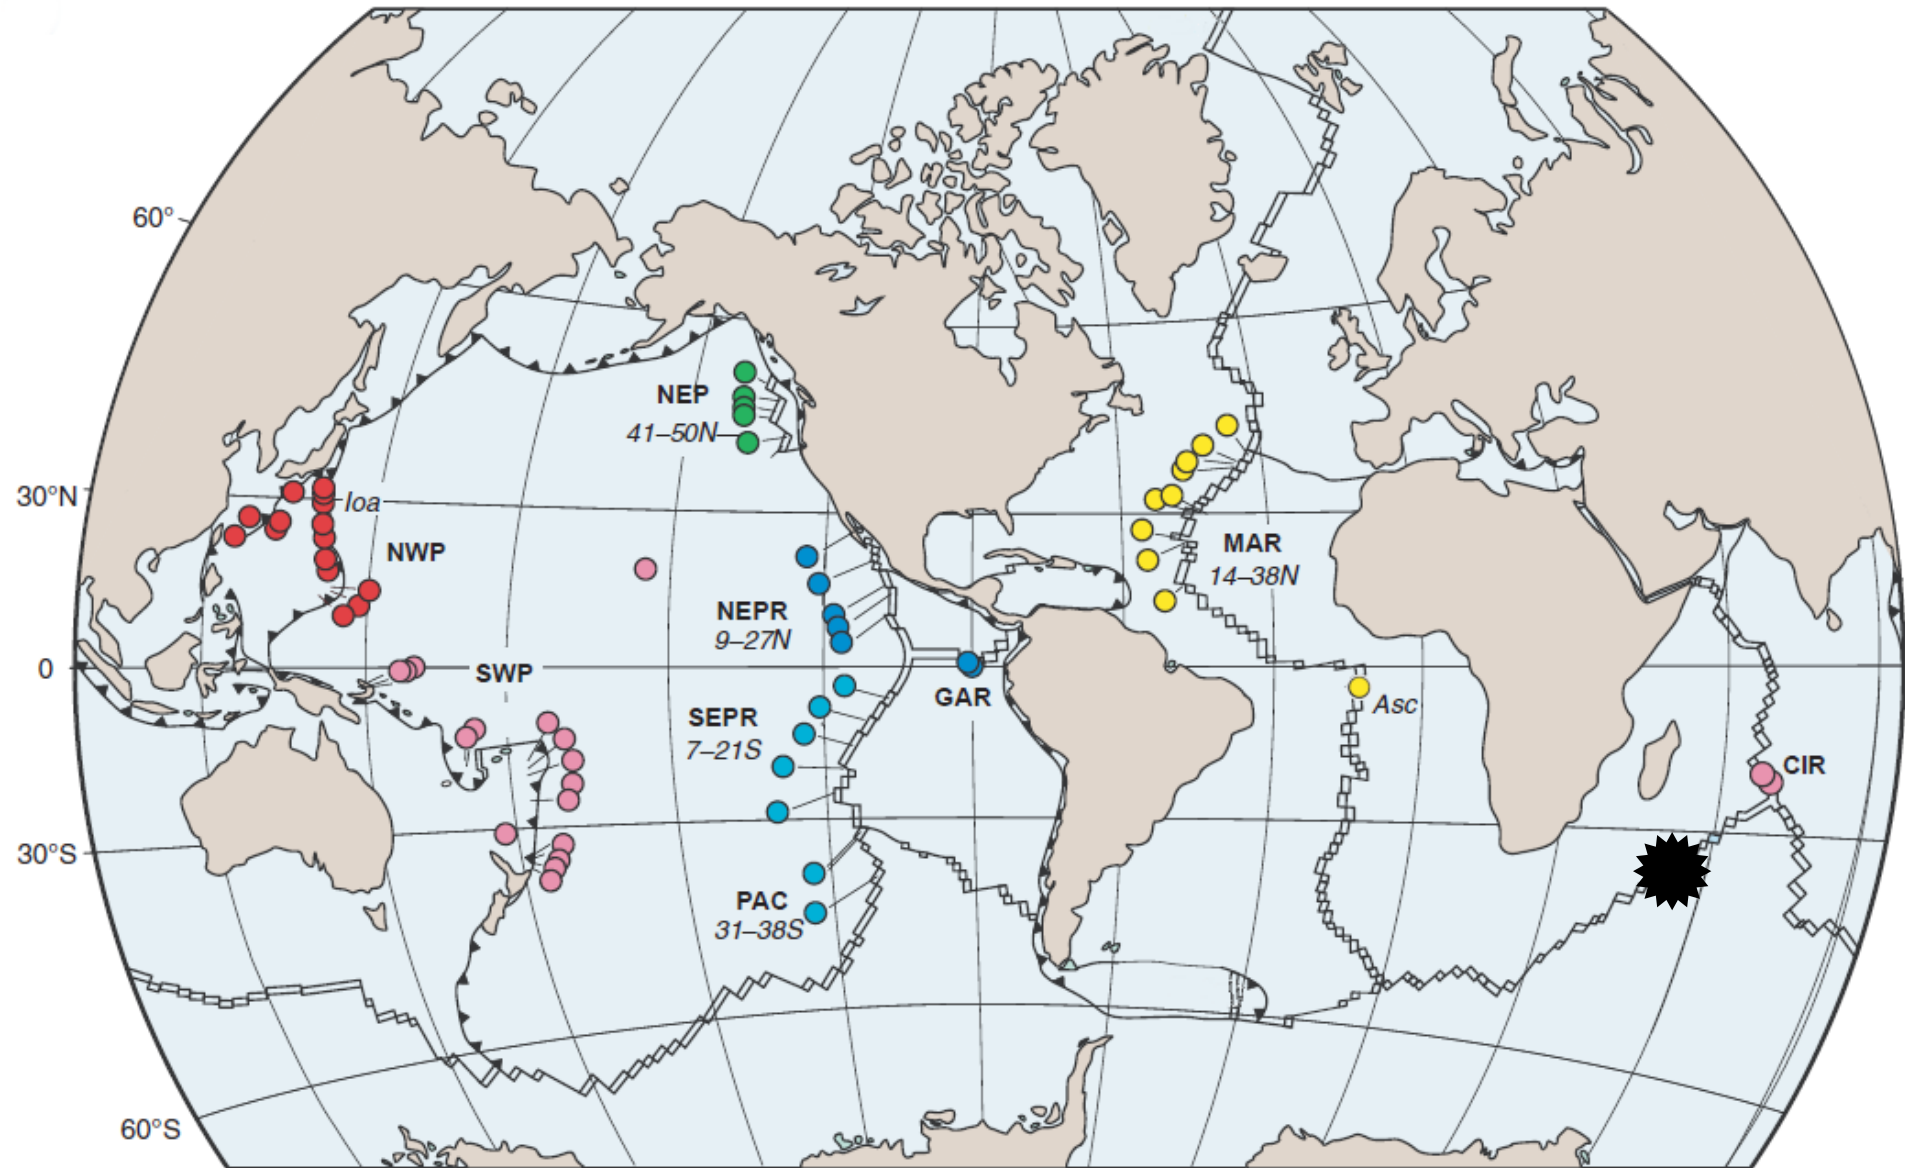 60°
NEP
41–50N
30°N
Ioa
NWP
MAR
14–38N
NEPR
9–27N
0
SWP
GAR
Asc
SEPR
7–21S
CIR
30°S
PAC
31–38S
60°S